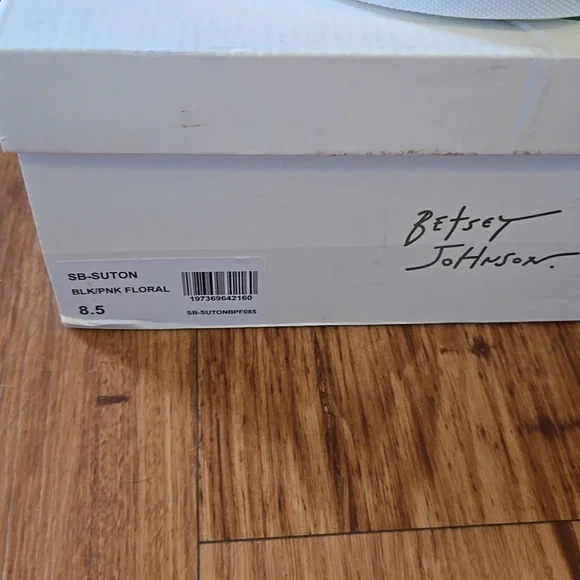 BETSEY
JOHNSON.
SB-SUTON
BLK/PNK FLORAL
8.5
197369642160
SB-SUTONBPF085